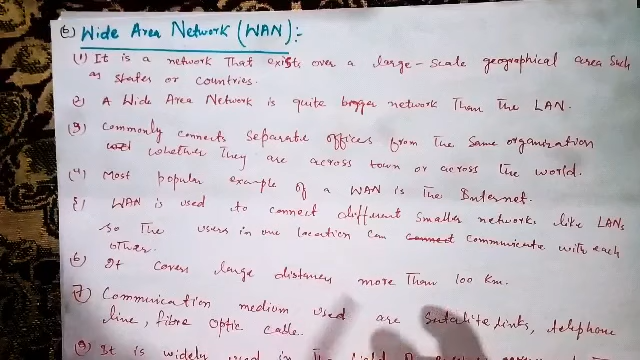 (b) Wide Area Network (WAN) :-
(1) It is a network That exists over a large-scale geographical area such
as states or countries.
2) A Wide Area Network is quite bigger network Than The LAN.
3) Commonly connects separate offices from The same organization
whether They are across town or across The world.
(4) Most popular example of a WAN is The Internet.
5) WAN is used to connect different smaller networks like LANs
so The users in one location can connect communicate with each
other.
6) It covers large distances more Than 100 Km.
7) Communication medium used are Satalite links, telephone
line, fibre optic cable.
8) It is widely used in The field